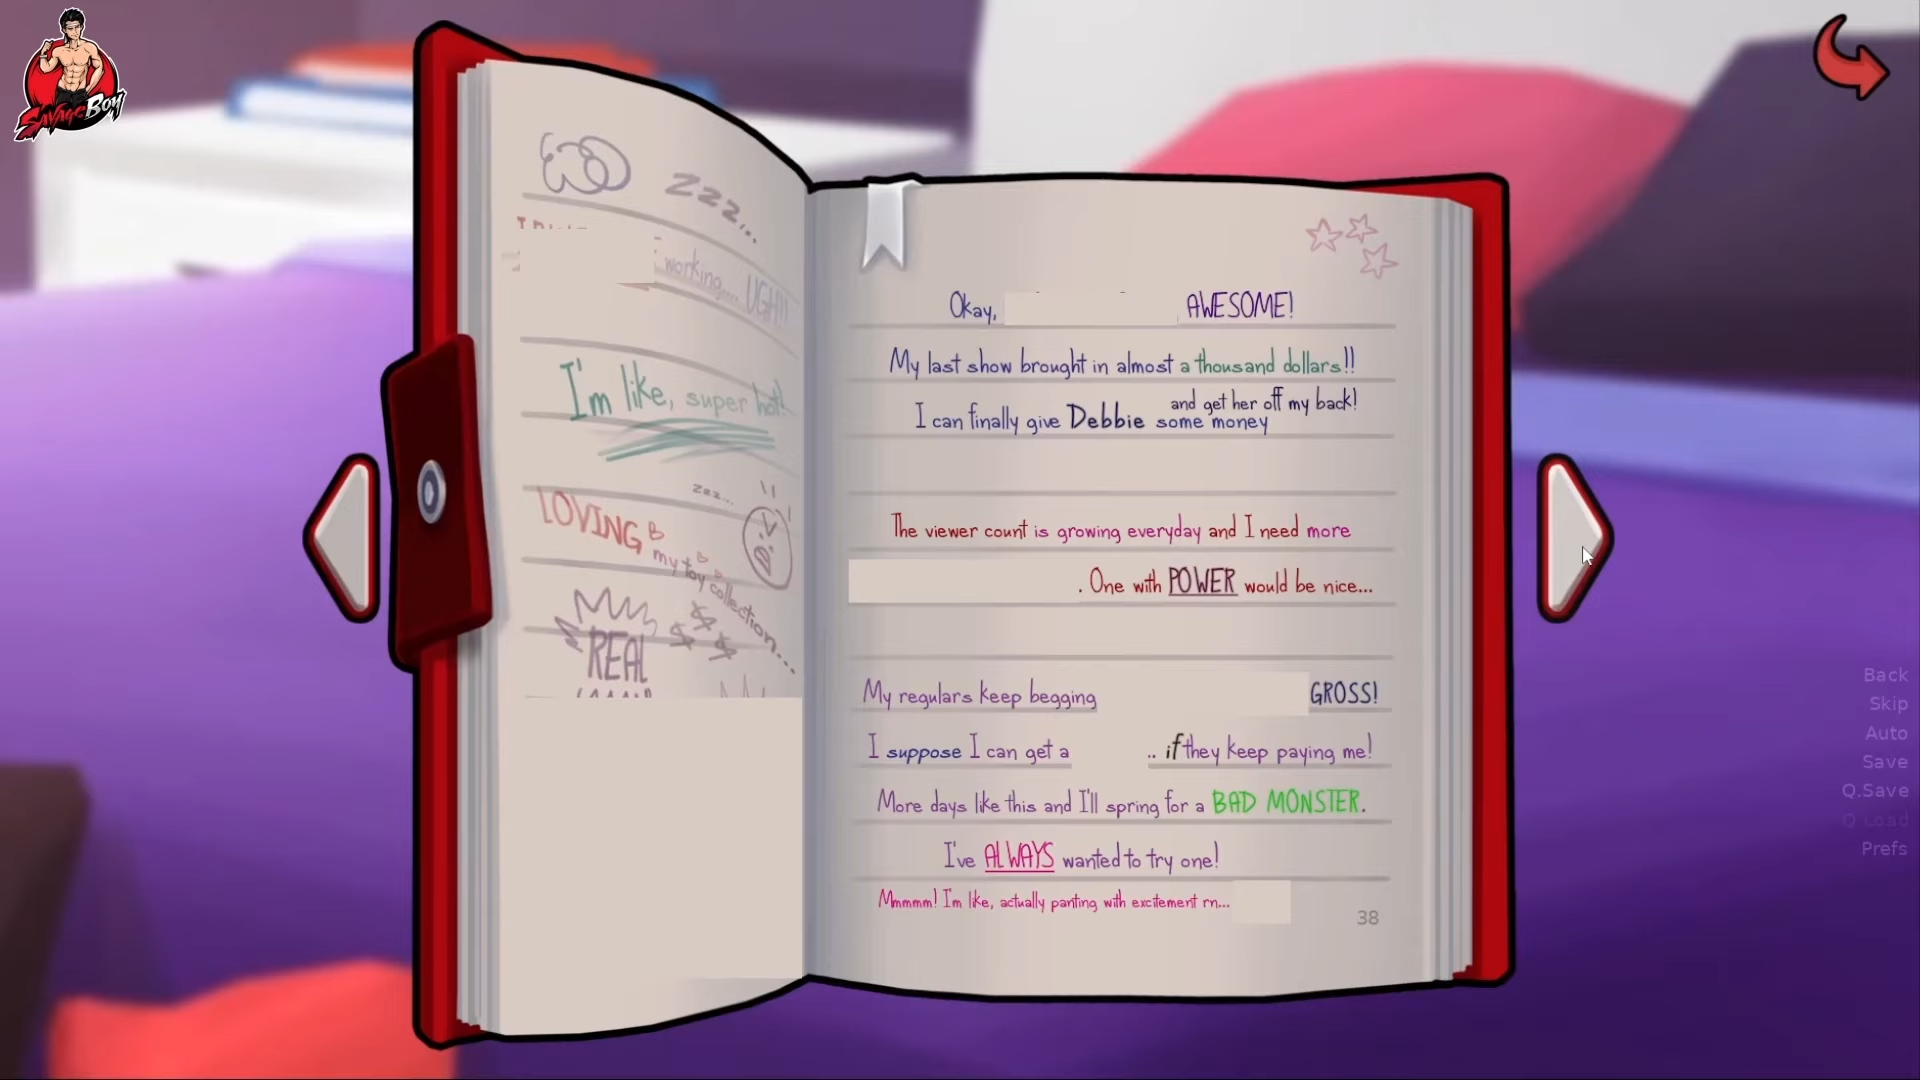 SAVAGE BOY
zzz...
working.... UGH!!
I'm like, super hot!
zzz...
LOVING
my toy collection...
REAL
Okay, AWESOME!
My last show brought in almost a thousand dollars!!
and get her off my back!
I can finally give Debbie some money
The viewer count is growing everyday and I need more
. One with POWER would be nice...
My regulars keep begging GROSS!
I suppose I can get a .. if they keep paying me!
More days like this and I'll spring for a BAD MONSTER.
I've ALWAYS wanted to try one!
Mmmmm! I'm like, actually panting with excitement rn...
38
Back
Skip
Auto
Save
Q.Save
Q.Load
Prefs